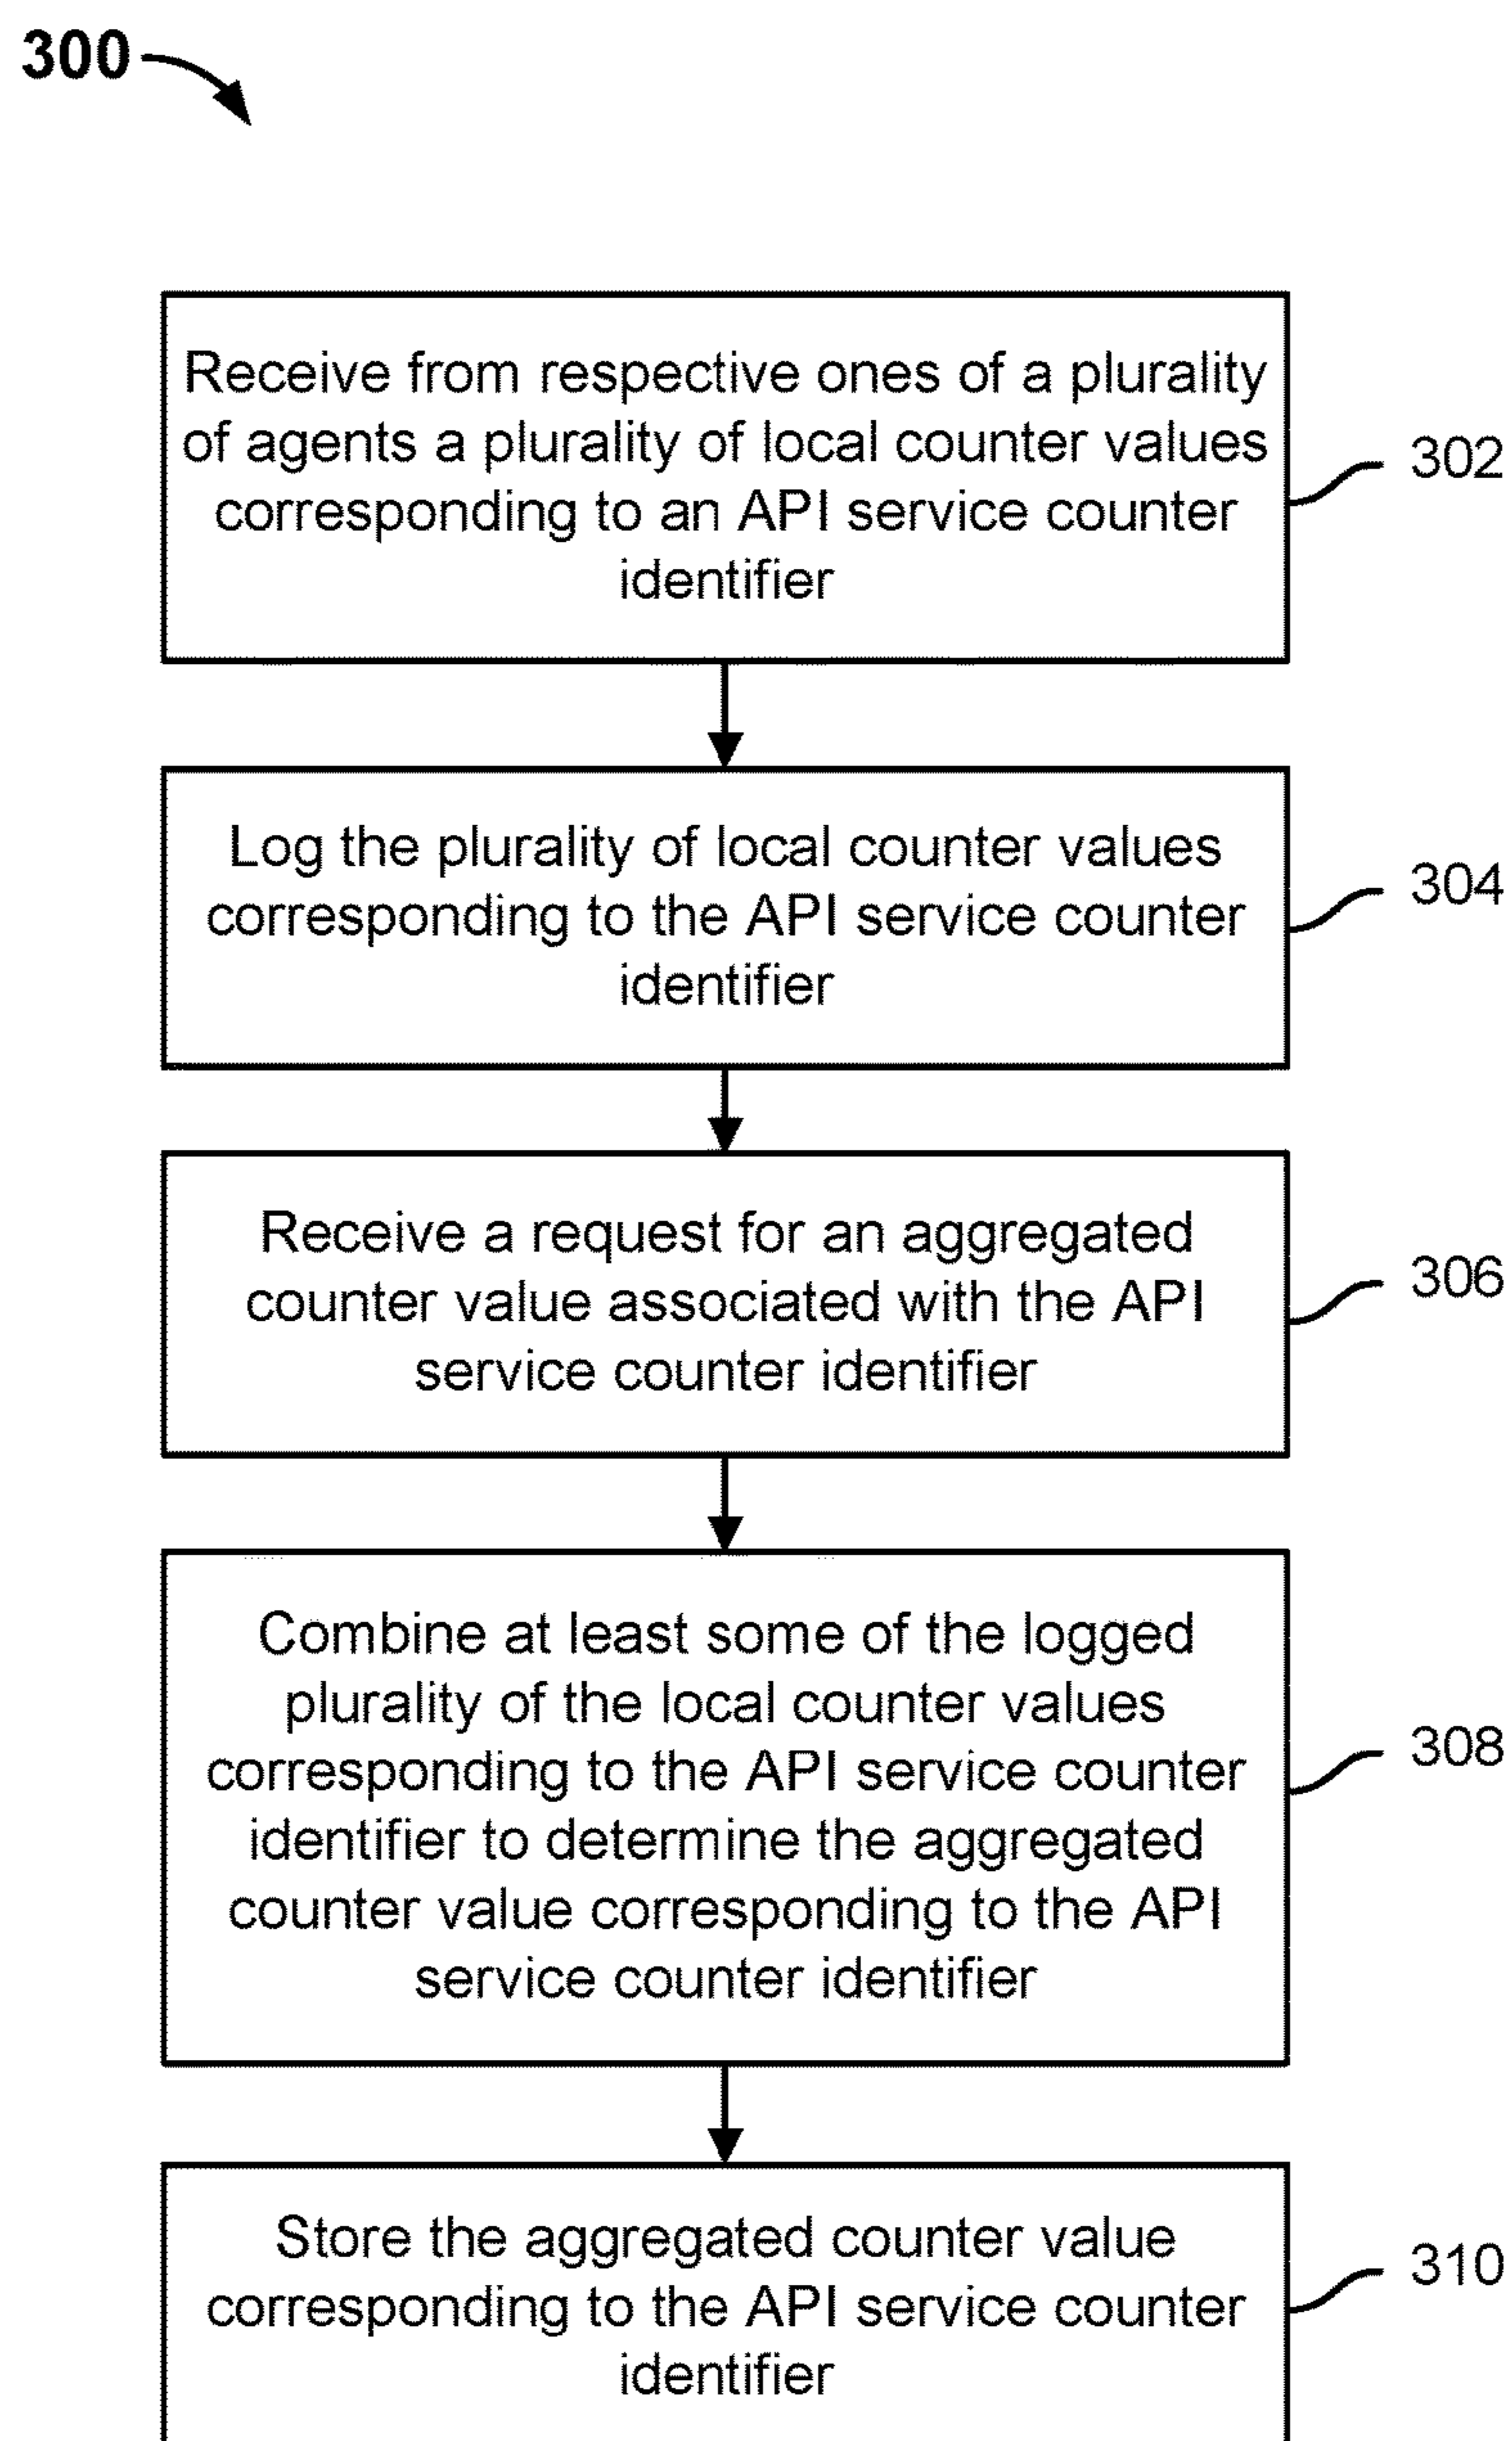 300
Receive from respective ones of a plurality
of agents a plurality of local counter values
corresponding to an API service counter
identifier
302
Log the plurality of local counter values
corresponding to the API service counter
identifier
304
Receive a request for an aggregated
counter value associated with the API
service counter identifier
306
Combine at least some of the logged
plurality of the local counter values
corresponding to the API service counter
identifier to determine the aggregated
counter value corresponding to the API
service counter identifier
308
Store the aggregated counter value
corresponding to the API service counter
identifier
310